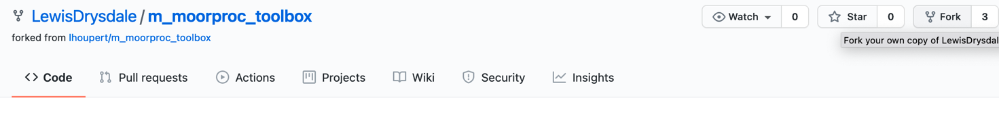 LewisDrysdale / m_moorproc_toolbox
Watch 0 Star 0 Fork 3
forked from lhoupert/m_moorproc_toolbox
Fork your own copy of LewisDrysdal
Code Pull requests Actions Projects Wiki Security Insights